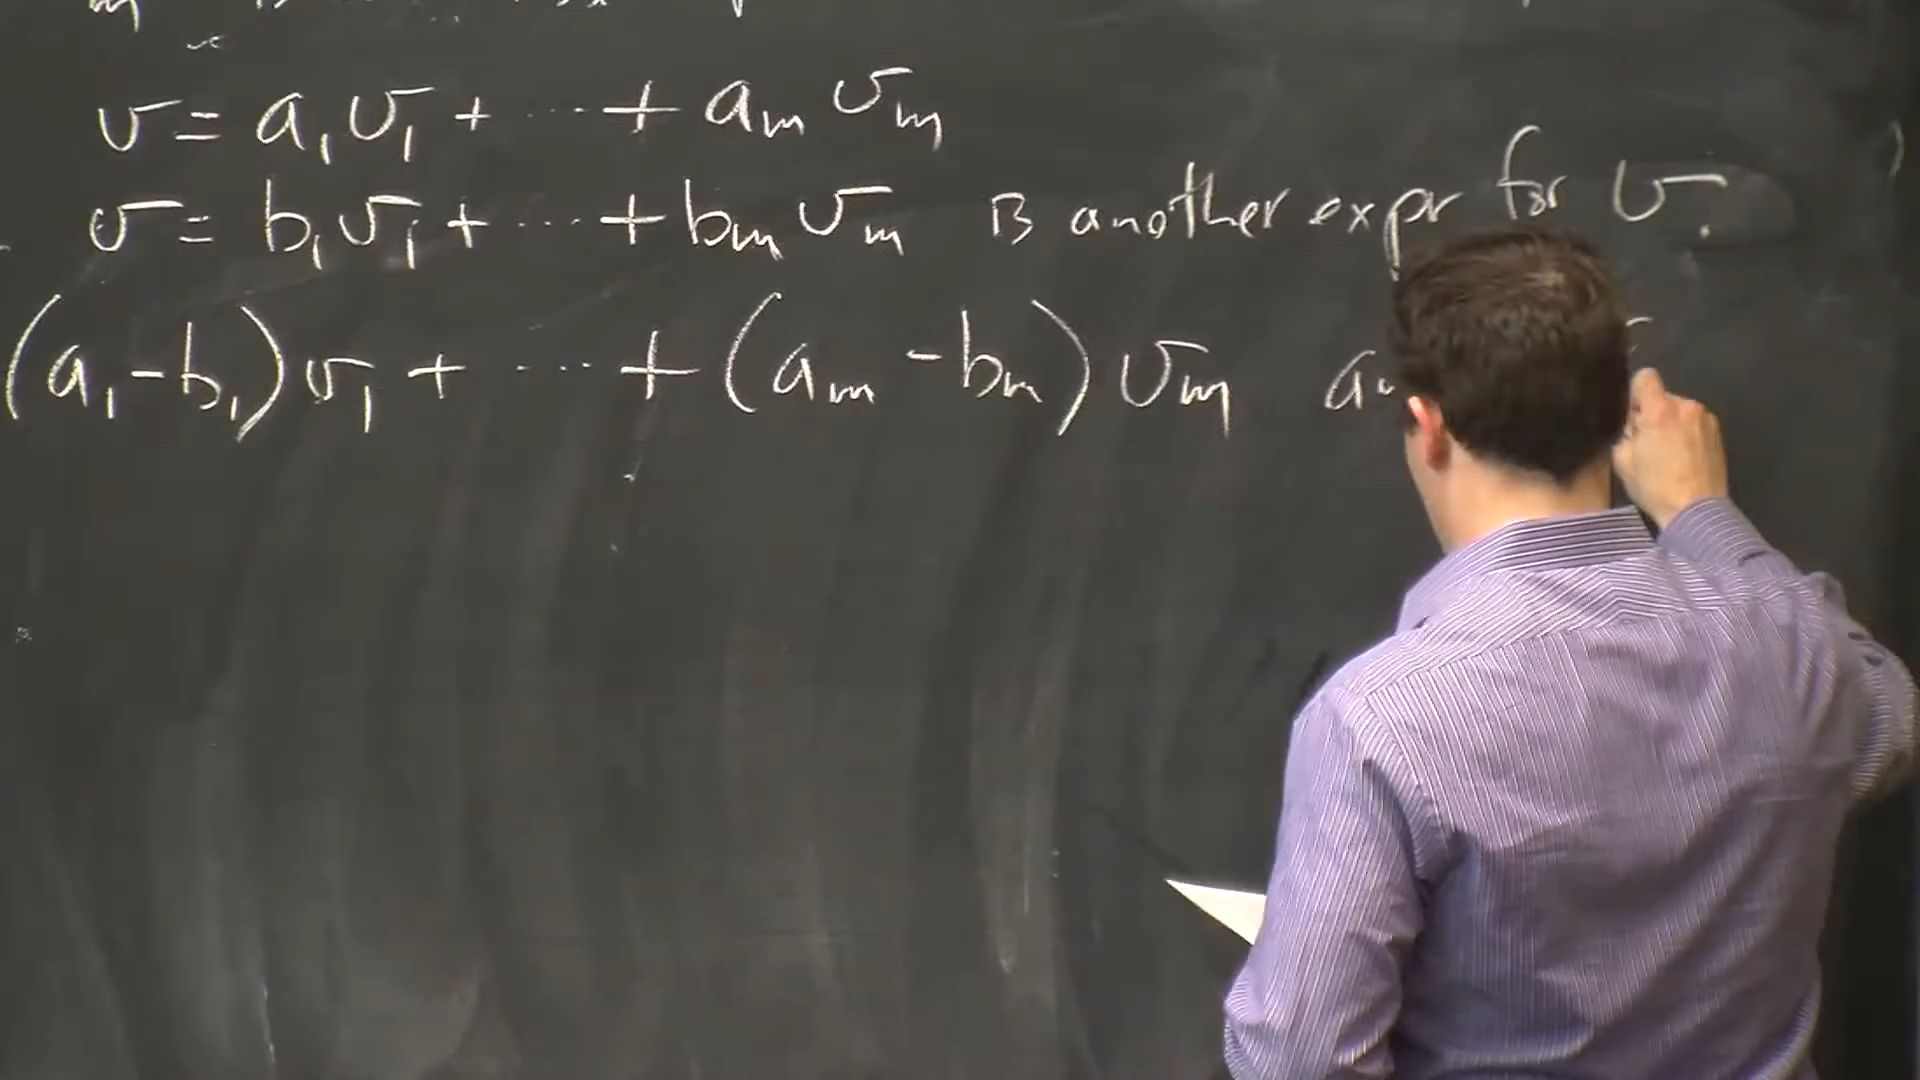 v = a₁v₁ + ··· + aₘvₘ
v = b₁v₁ + ··· + bₘvₘ is another expr for v.
(a₁-b₁)v₁ + ··· + (aₘ-bₘ)vₘ